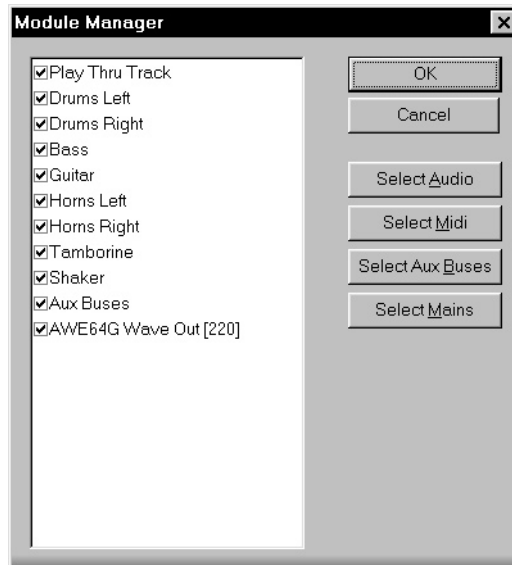 Module Manager
Play Thru Track
Drums Left
Drums Right
Bass
Guitar
Horns Left
Horns Right
Tamborine
Shaker
Aux Buses
AWE64G Wave Out [220]
OK
Cancel
Select Audio
Select Midi
Select Aux Buses
Select Mains